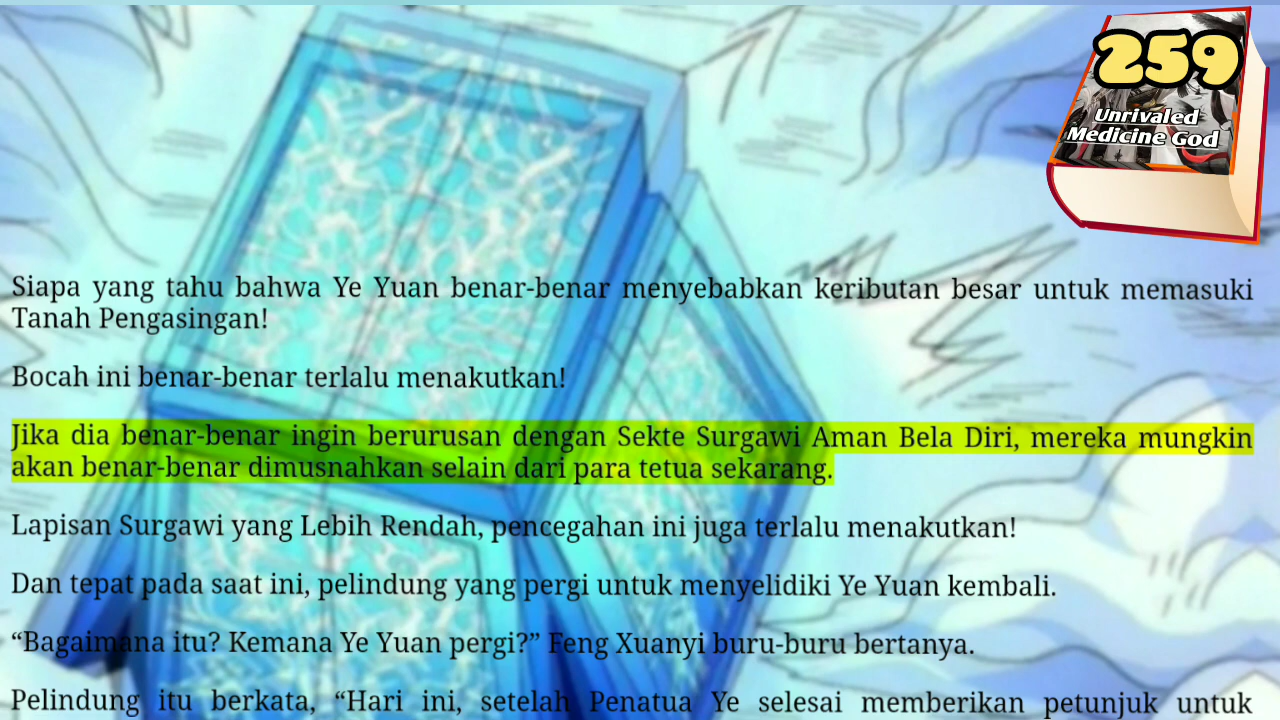 259
Unrivaled
Medicine God
Siapa yang tahu bahwa Ye Yuan benar-benar menyebabkan keributan besar untuk memasuki
Tanah Pengasingan!
Bocah ini benar-benar terlalu menakutkan!
Jika dia benar-benar ingin berurusan dengan Sekte Surgawi Aman Bela Diri, mereka mungkin
akan benar-benar dimusnahkan selain dari para tetua sekarang.
Lapisan Surgawi yang Lebih Rendah, pencegahan ini juga terlalu menakutkan!
Dan tepat pada saat ini, pelindung yang pergi untuk menyelidiki Ye Yuan kembali.
“Bagaimana itu? Kemana Ye Yuan pergi?” Feng Xuanyi buru-buru bertanya.
Pelindung itu berkata, “Hari ini, setelah Penatua Ye selesai memberikan petunjuk untuk